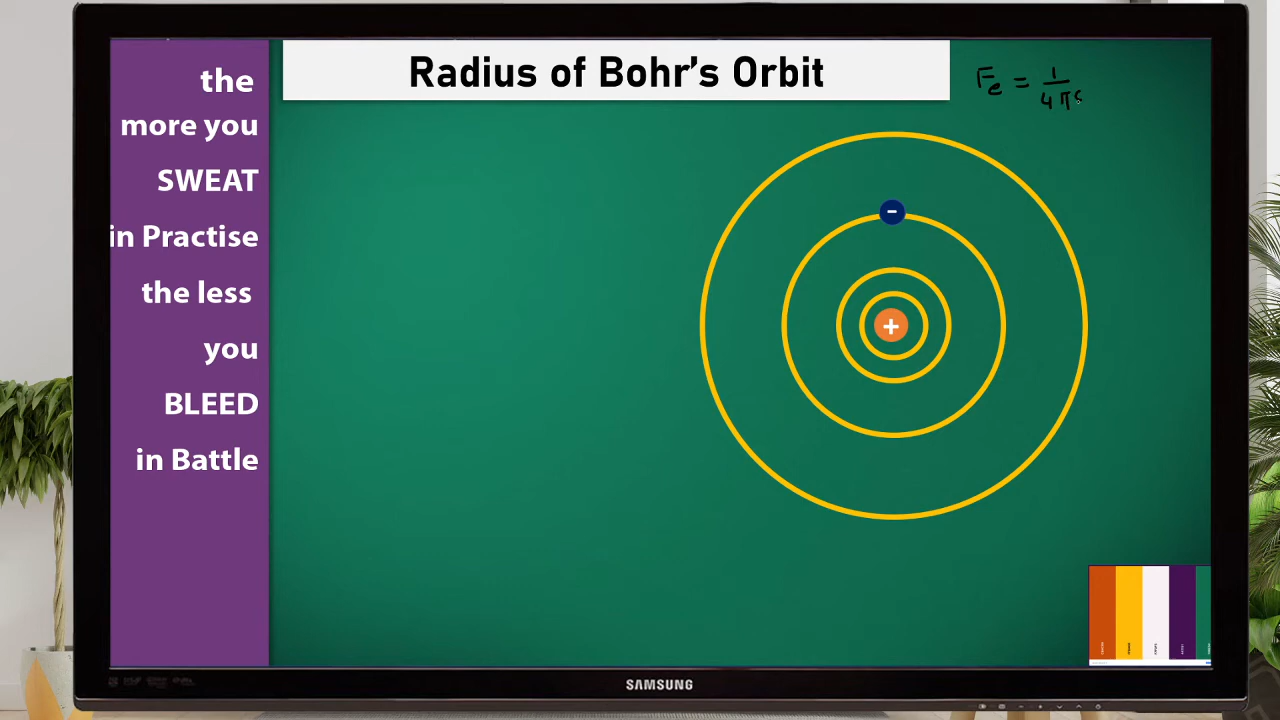 the
more you
SWEAT
in Practise
the less
you
BLEED
in Battle
Radius of Bohr's Orbit
Fe = 1
4π
-
+
SAMSUNG